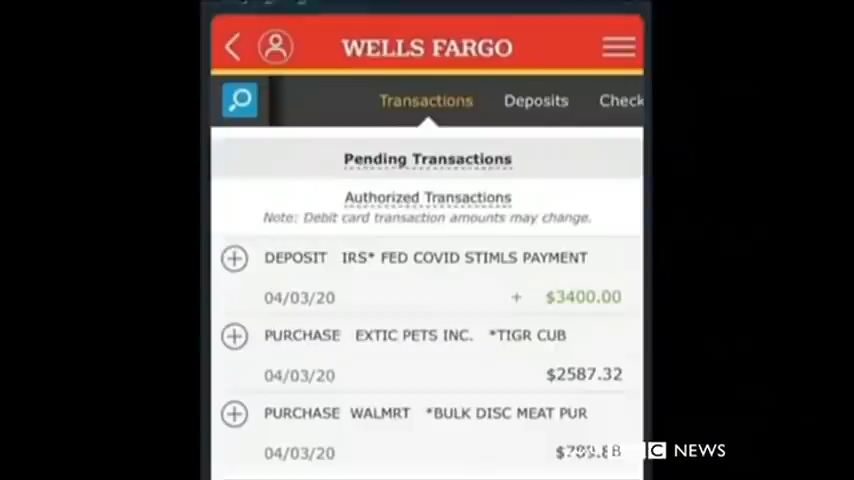 WELLS FARGO
Transactions Deposits Check
Pending Transactions
Authorized Transactions
Note: Debit card transaction amounts may change.
DEPOSIT IRS* FED COVID STIMLS PAYMENT
04/03/20 + $3400.00
PURCHASE EXTIC PETS INC. *TIGR CUB
04/03/20 $2587.32
PURCHASE WALMRT *BULK DISC MEAT PUR
04/03/20
C NEWS